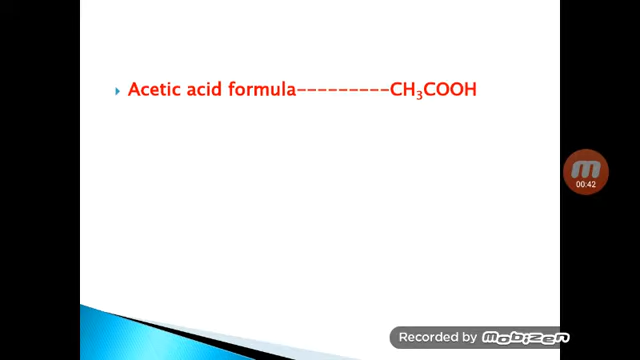 Acetic acid formula---------CH₃COOH
00:42
Recorded by
mobizen